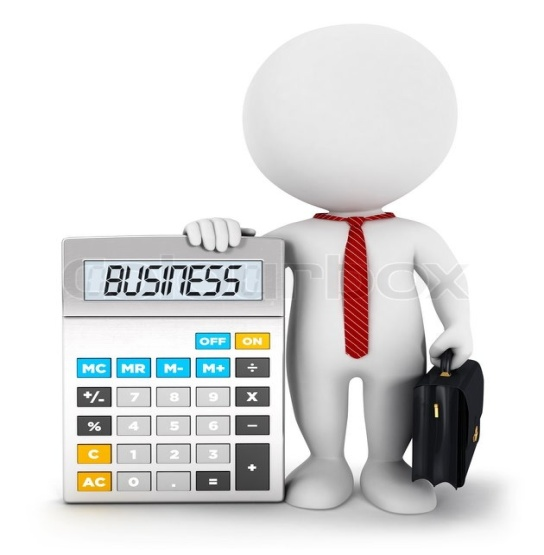 BUSINESS
OFF ON
MC MR M- M+ ÷
+/- 7 8 9 X
% 4 5 6 −
C 1 2 3 +
AC 0 . =